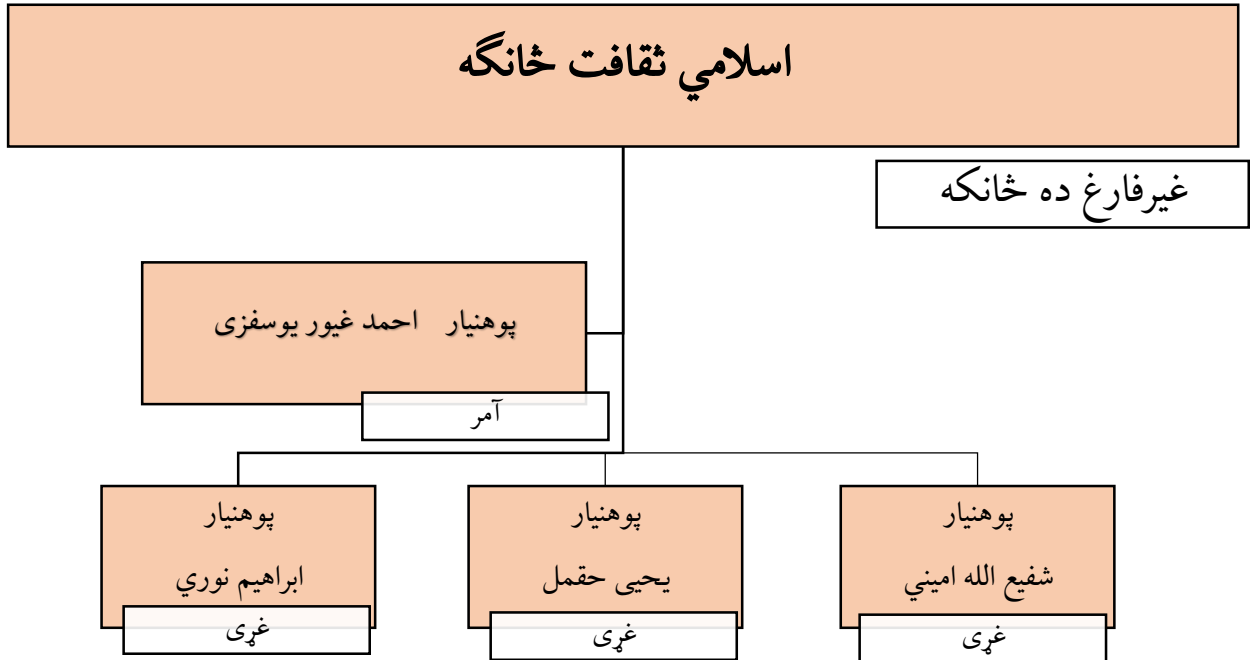 اسلامي ثقافت څانگه
غیرفارغ ده څانکه
پوهنیار احمد غیور یوسفزی
آمر
پوهنیار
شفیع الله امیني
غړی
پوهنیار
یحیی حقمل
غړی
پوهنیار
ابراهیم نوري
غړی